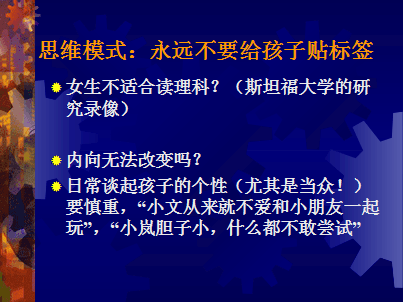 思维模式：永远不要给孩子贴标签
女生不适合读理科？（斯坦福大学的研
究录像）
内向无法改变吗？
日常谈起孩子的个性（尤其是当众！）
要慎重，“小文从来就不爱和小朋友一起
玩”，“小岚胆子小，什么都不敢尝试”